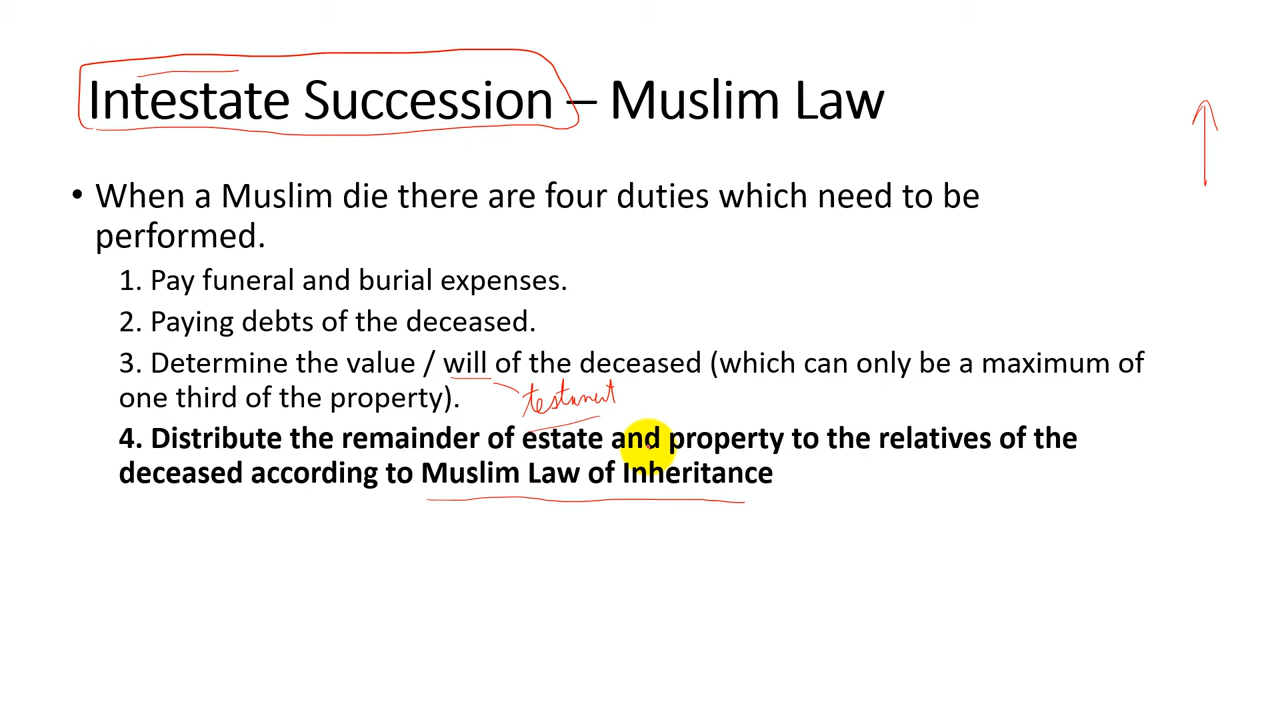 Intestate Succession – Muslim Law
• When a Muslim die there are four duties which need to be
performed.
1. Pay funeral and burial expenses.
2. Paying debts of the deceased.
3. Determine the value / will of the deceased (which can only be a maximum of
one third of the property).
testament
4. Distribute the remainder of estate and property to the relatives of the
deceased according to Muslim Law of Inheritance